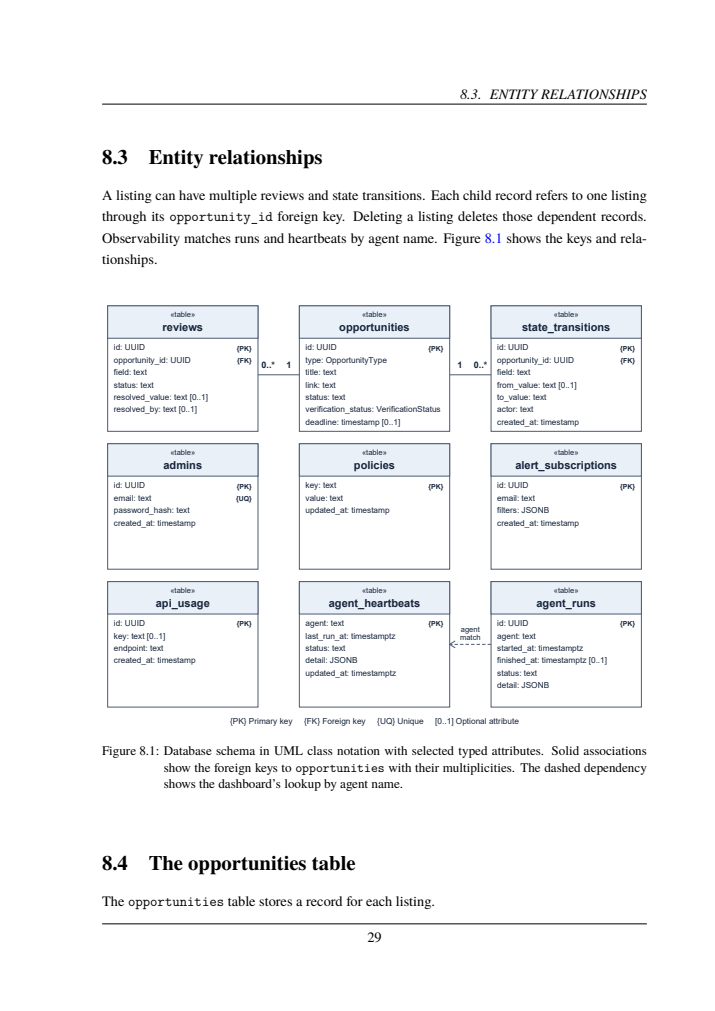 8.3. ENTITY RELATIONSHIPS
8.3 Entity relationships
A listing can have multiple reviews and state transitions. Each child record refers to one listing
through its opportunity_id foreign key. Deleting a listing deletes those dependent records.
Observability matches runs and heartbeats by agent name. Figure 8.1 shows the keys and rela-
tionships.
«table»
reviews
id: UUID {PK}
opportunity_id: UUID {FK}
field: text
status: text
resolved_value: text [0..1]
resolved_by: text [0..1]
0..* 1
«table»
opportunities
id: UUID {PK}
type: OpportunityType
title: text
link: text
status: text
verification_status: VerificationStatus
deadline: timestamp [0..1]
1 0..*
«table»
state_transitions
id: UUID {PK}
opportunity_id: UUID {FK}
field: text
from_value: text [0..1]
to_value: text
actor: text
created_at: timestamp
«table»
admins
id: UUID {PK}
email: text {UQ}
password_hash: text
created_at: timestamp
«table»
policies
key: text {PK}
value: text
updated_at: timestamp
«table»
alert_subscriptions
id: UUID {PK}
email: text
filters: JSONB
created_at: timestamp
«table»
api_usage
id: UUID {PK}
key: text [0..1]
endpoint: text
created_at: timestamp
«table»
agent_heartbeats
agent: text {PK}
last_run_at: timestamptz
status: text
detail: JSONB
updated_at: timestamptz
agent
match
«table»
agent_runs
id: UUID {PK}
agent: text
started_at: timestamptz
finished_at: timestamptz [0..1]
status: text
detail: JSONB
{PK} Primary key {FK} Foreign key {UQ} Unique [0..1] Optional attribute
Figure 8.1: Database schema in UML class notation with selected typed attributes. Solid associations
show the foreign keys to opportunities with their multiplicities. The dashed dependency
shows the dashboard's lookup by agent name.
8.4 The opportunities table
The opportunities table stores a record for each listing.
29